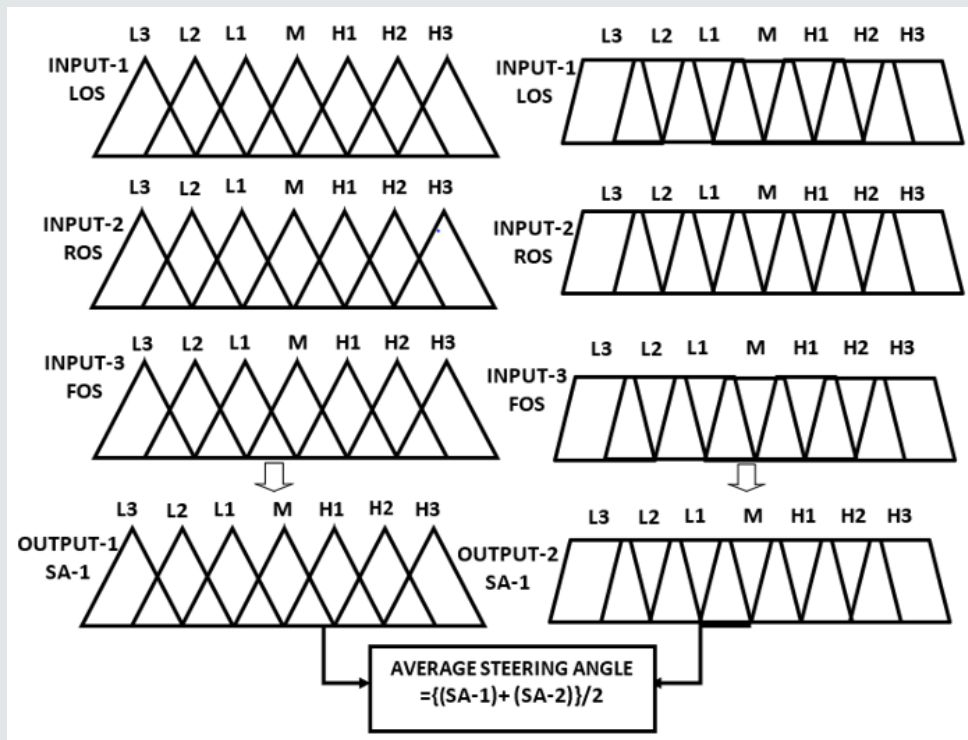 L3 L2 L1 M H1 H2 H3
INPUT-1
LOS
L3 L2 L1 M H1 H2 H3
INPUT-2
ROS
L3 L2 L1 M H1 H2 H3
INPUT-3
FOS
L3 L2 L1 M H1 H2 H3
OUTPUT-1
SA-1
L3 L2 L1 M H1 H2 H3
INPUT-1
LOS
L3 L2 L1 M H1 H2 H3
INPUT-2
ROS
L3 L2 L1 M H1 H2 H3
INPUT-3
FOS
L3 L2 L1 M H1 H2 H3
OUTPUT-2
SA-1
AVERAGE STEERING ANGLE
={(SA-1)+ (SA-2)}/2